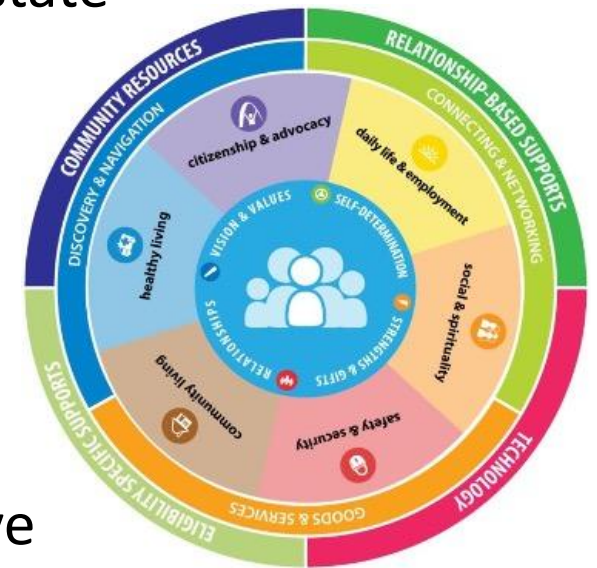 state
COMMUNITY RESOURCES
RELATIONSHIP-BASED SUPPORTS
DISCOVERY & NAVIGATION
CONNECTING & NETWORKING
citizenship & advocacy
daily life & employment
VISION & VALUES
SELF-DETERMINATION
healthy living
social & spirituality
RELATIONSHIPS
STRENGTHS & GIFTS
community living
safety & security
ELIGIBILITY SPECIFIC SUPPORTS
TECHNOLOGY
GOODS & SERVICES
ve